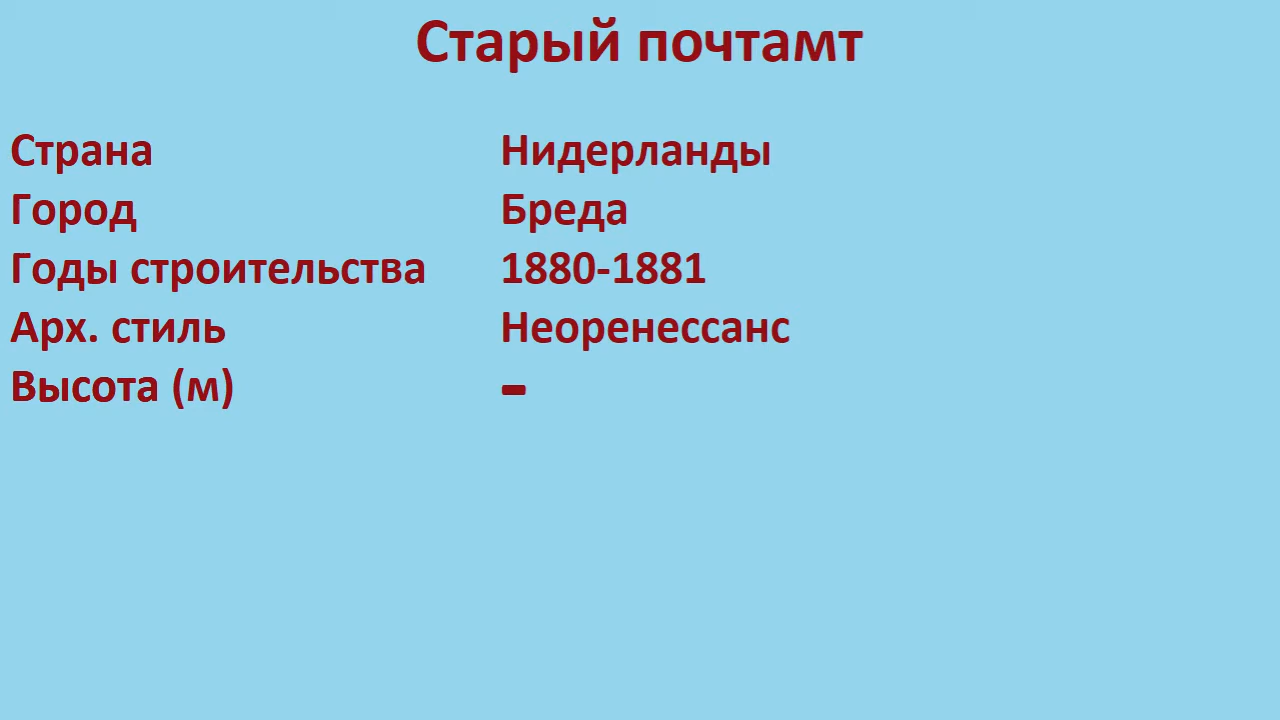 Старый почтамт
Страна Нидерланды
Город Бреда
Годы строительства 1880-1881
Арх. стиль Неоренессанс
Высота (м) -